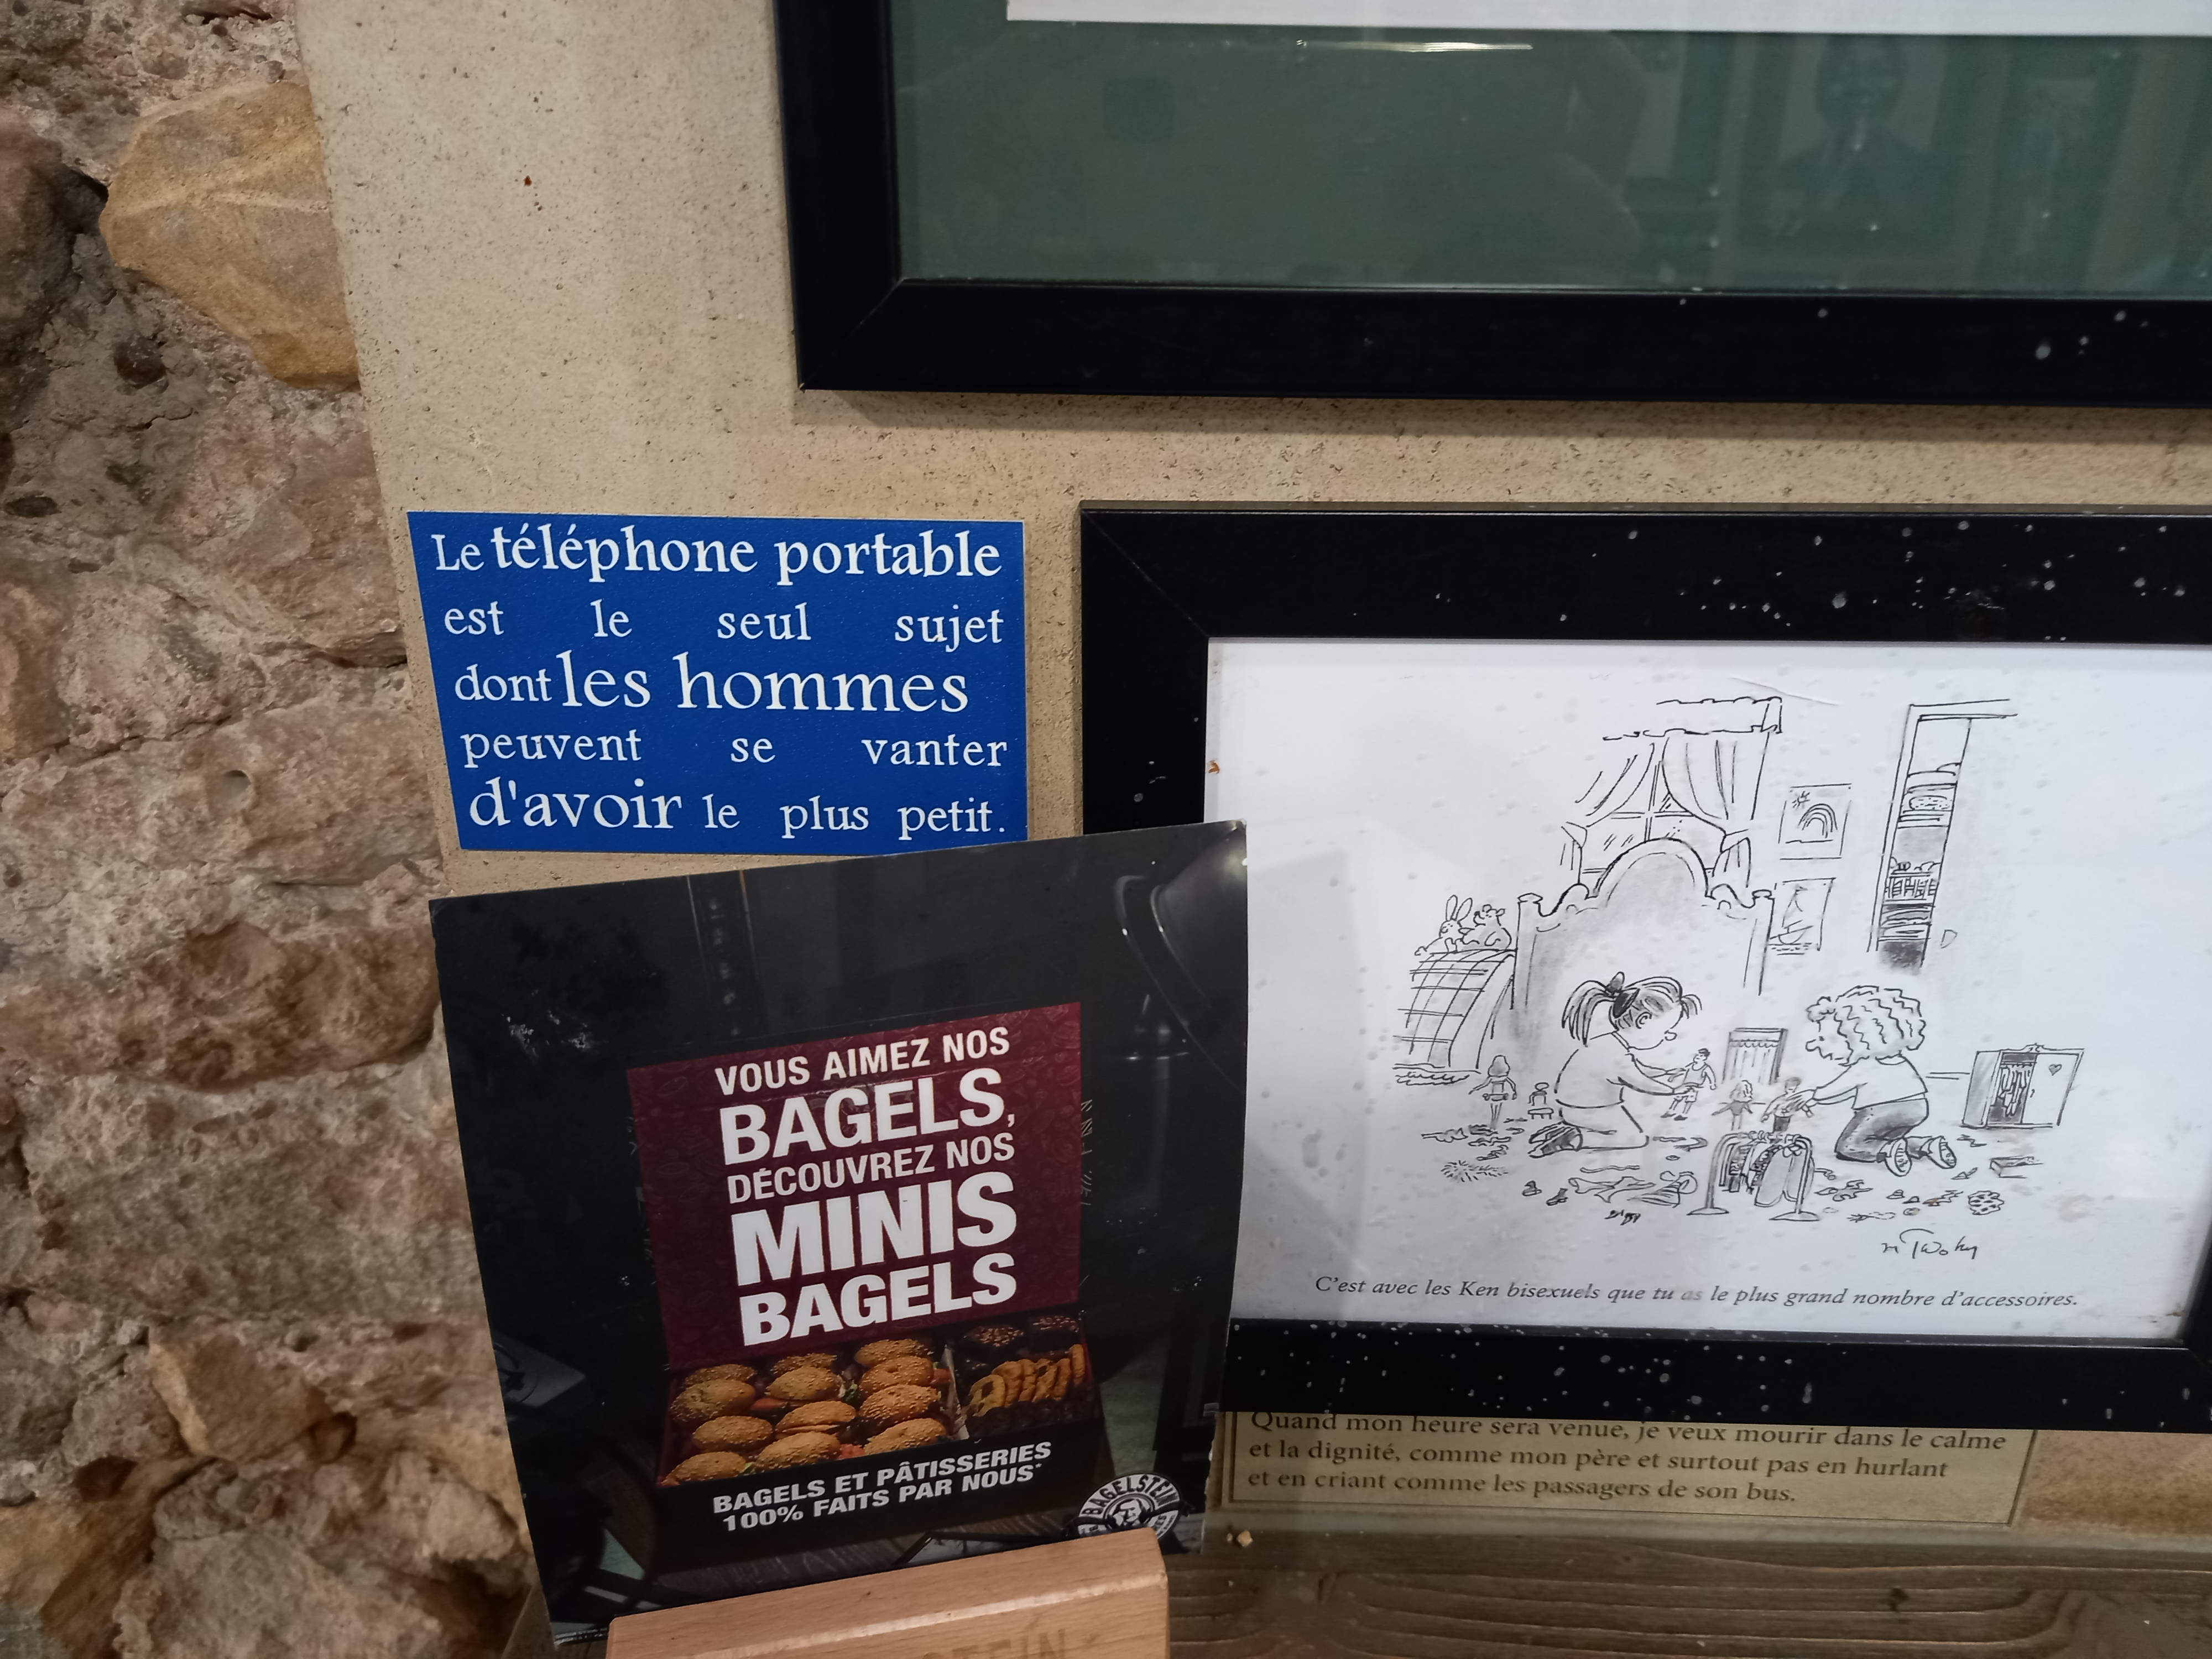 Le téléphone portable
est le seul sujet
dont les hommes
peuvent se vanter
d'avoir le plus petit.
VOUS AIMEZ NOS
BAGELS,
DÉCOUVREZ NOS
MINIS
BAGELS
BAGELS ET PÂTISSERIES
100% FAITS PAR NOUS*
BAGELSTEIN
C'est avec les Ken bisexuels que tu as le plus grand nombre d'accessoires.
Quand mon heure sera venue, je veux mourir dans le calme
et la dignité, comme mon père et surtout pas en hurlant
et en criant comme les passagers de son bus.